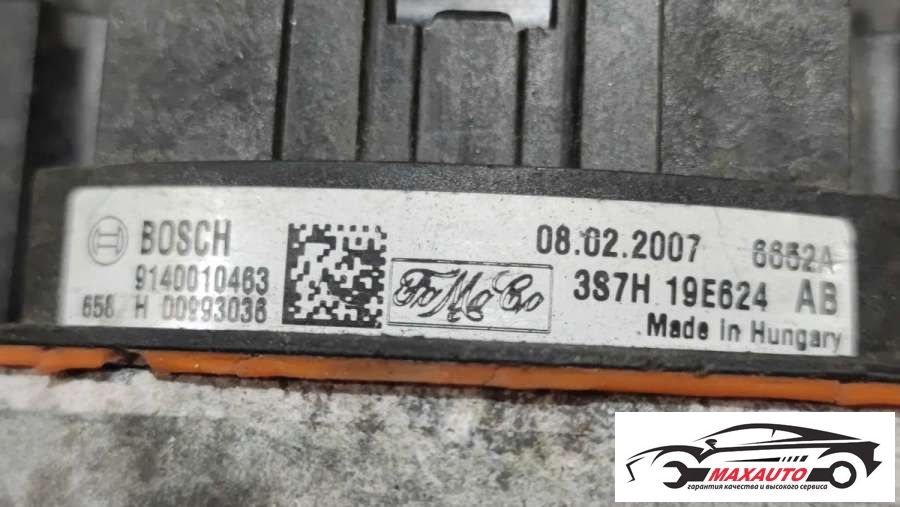 BOSCH
9140010463
658 H 00993036
FoMoCo
08.02.2007 6652A
3S7H 19E624 AB
Made in Hungary
MAXAUTO
гарантия качества и высокого сервиса